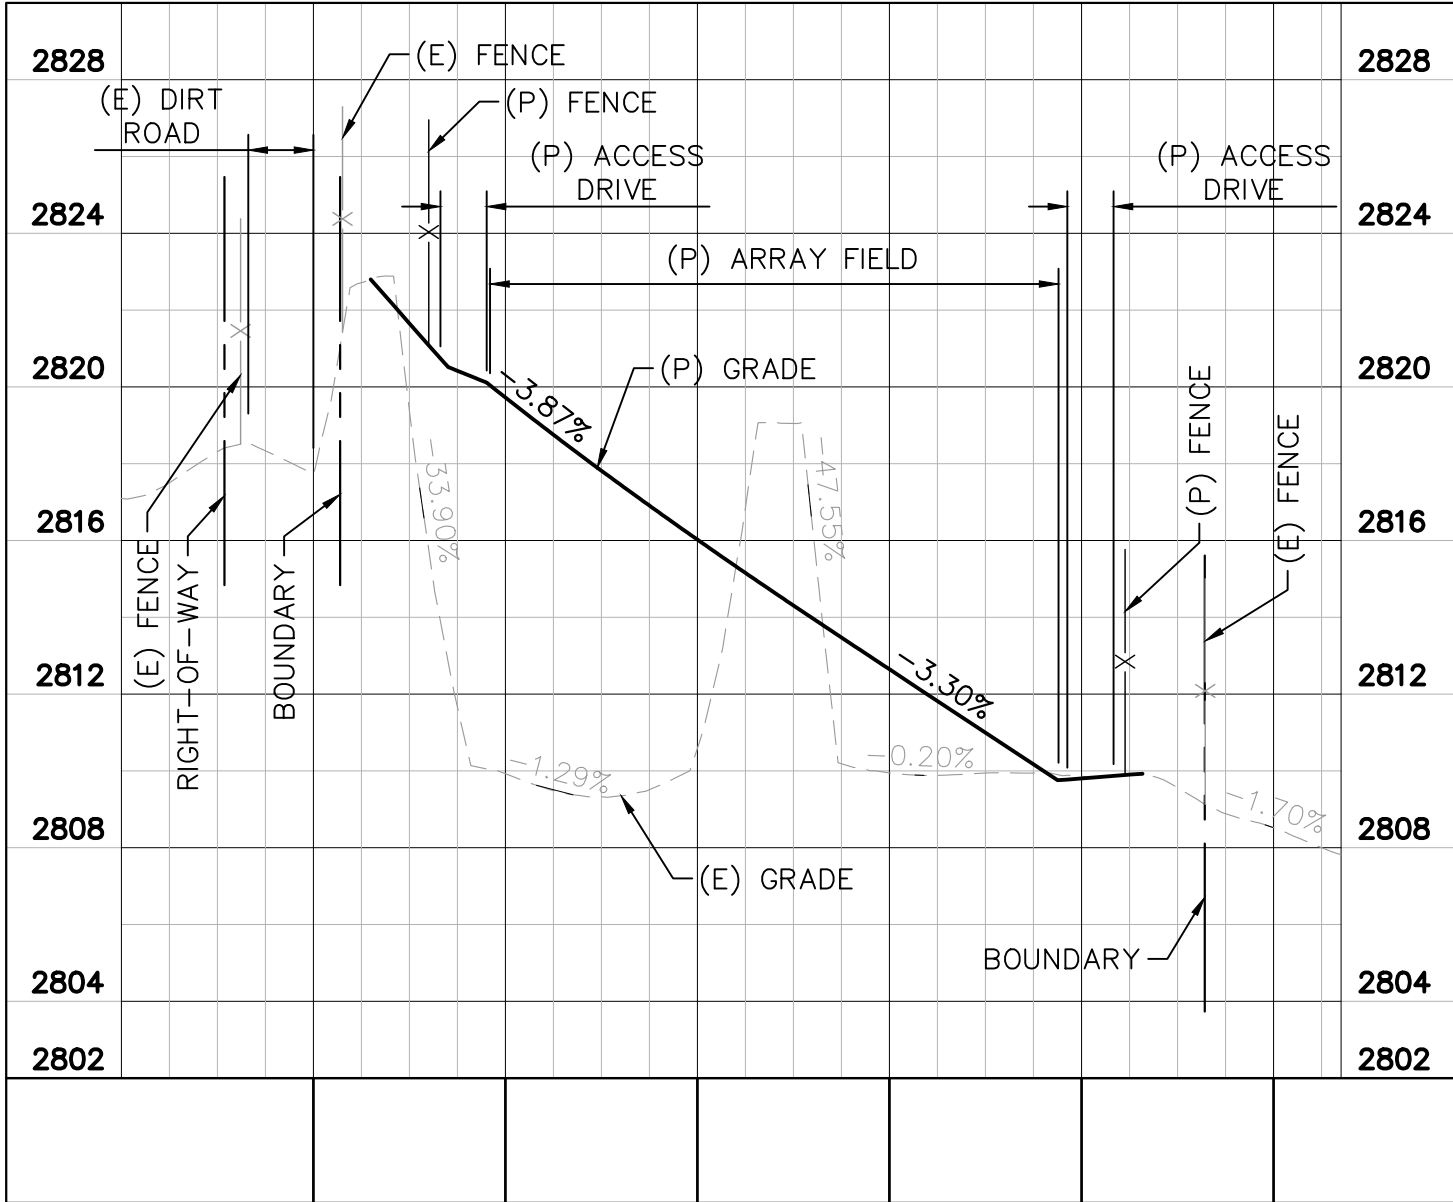 2828
2828
(E) FENCE
(E) DIRT
ROAD
(P) FENCE
(P) ACCESS
DRIVE
(P) ACCESS
DRIVE
2824
2824
(P) ARRAY FIELD
2820
2820
(P) GRADE
-3.87%
-33.90%
-47.55%
(P) FENCE
(E) FENCE
2816
2816
(E) FENCE
RIGHT-OF-WAY
BOUNDARY
2812
2812
-3.30%
-1.29%
-0.20%
-1.70%
2808
2808
(E) GRADE
BOUNDARY
2804
2804
2802
2802